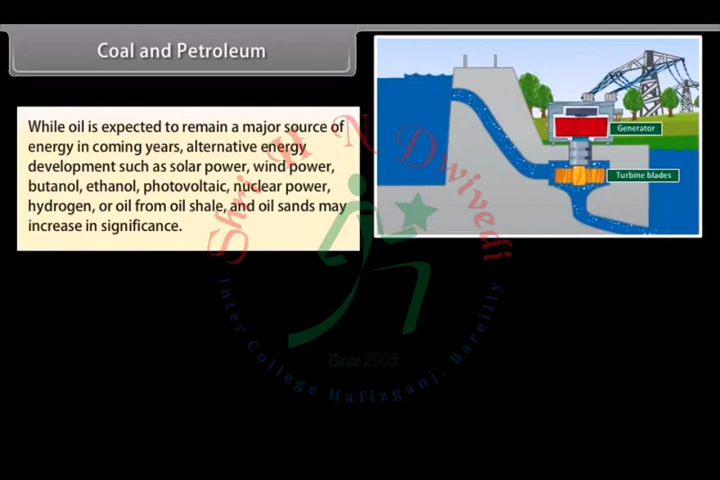 Coal and Petroleum
While oil is expected to remain a major source of
energy in coming years, alternative energy
development such as solar power, wind power,
butanol, ethanol, photovoltaic, nuclear power,
hydrogen, or oil from oil shale, and oil sands may
increase in significance.
Generator
Turbine blades
Shri H N Dwivedi
Inter College Hafizganj, Bareilly
Since 2003